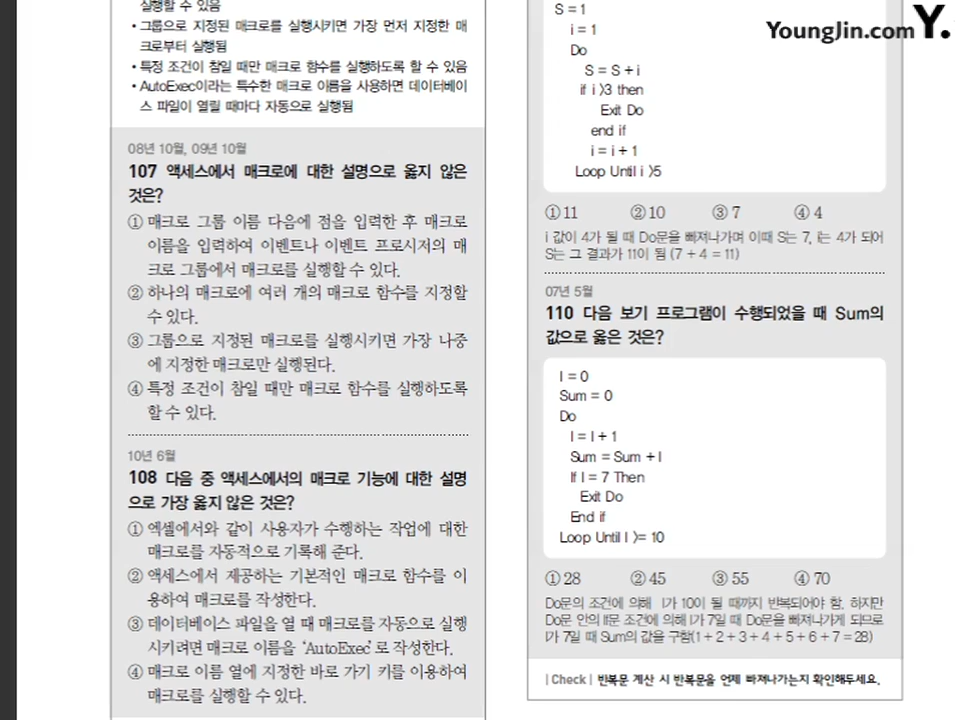 실행할 수 있음
• 그룹으로 지정된 매크로를 실행시키면 가장 먼저 지정한 매
크로부터 실행됨
• 특정 조건이 참일 때만 매크로 함수를 실행하도록 할 수 있음
• AutoExec이라는 특수한 매크로 이름을 사용하면 데이터베이
스 파일이 열릴 때마다 자동으로 실행됨
08년 10월, 09년 10월
107 액세스에서 매크로에 대한 설명으로 옳지 않은
것은?
① 매크로 그룹 이름 다음에 점을 입력한 후 매크로
이름을 입력하여 이벤트나 이벤트 프로시저의 매
크로 그룹에서 매크로를 실행할 수 있다.
② 하나의 매크로에 여러 개의 매크로 함수를 지정할
수 있다.
③ 그룹으로 지정된 매크로를 실행시키면 가장 나중
에 지정한 매크로만 실행된다.
④ 특정 조건이 참일 때만 매크로 함수를 실행하도록
할 수 있다.
10년 6월
108 다음 중 액세스에서의 매크로 기능에 대한 설명
으로 가장 옳지 않은 것은?
① 엑셀에서와 같이 사용자가 수행하는 작업에 대한
매크로를 자동적으로 기록해 준다.
② 액세스에서 제공하는 기본적인 매크로 함수를 이
용하여 매크로를 작성한다.
③ 데이터베이스 파일을 열 때 매크로를 자동으로 실행
시키려면 매크로 이름을 ‘AutoExec’로 작성한다.
④ 매크로 이름 열에 지정한 바로 가기 키를 이용하여
매크로를 실행할 수 있다.
YoungJin.com Y.
S = 1
i = 1
Do
S = S + i
if i 〉3 then
Exit Do
end if
i = i + 1
Loop Until i 〉5
① 11 ② 10 ③ 7 ④ 4
i 값이 4가 될 때 Do문을 빠져나가며 이때 S는 7, i는 4가 되어
S는 그 결과가 11이 됨 (7 + 4 = 11)
07년 5월
110 다음 보기 프로그램이 수행되었을 때 Sum의
값으로 옳은 것은?
I = 0
Sum = 0
Do
I = I + 1
Sum = Sum + I
If I = 7 Then
Exit Do
End if
Loop Until I 〉= 10
① 28 ② 45 ③ 55 ④ 70
Do문의 조건에 의해 I가 10이 될 때까지 반복되어야 함. 하지만
Do문 안의 If문 조건에 의해 I가 7일 때 Do문을 빠져나가게 되므로
I가 7일 때 Sum의 값을 구함(1 + 2 + 3 + 4 + 5 + 6 + 7 = 28)
| Check | 반복문 계산 시 반복문을 언제 빠져나가는지 확인해두세요.